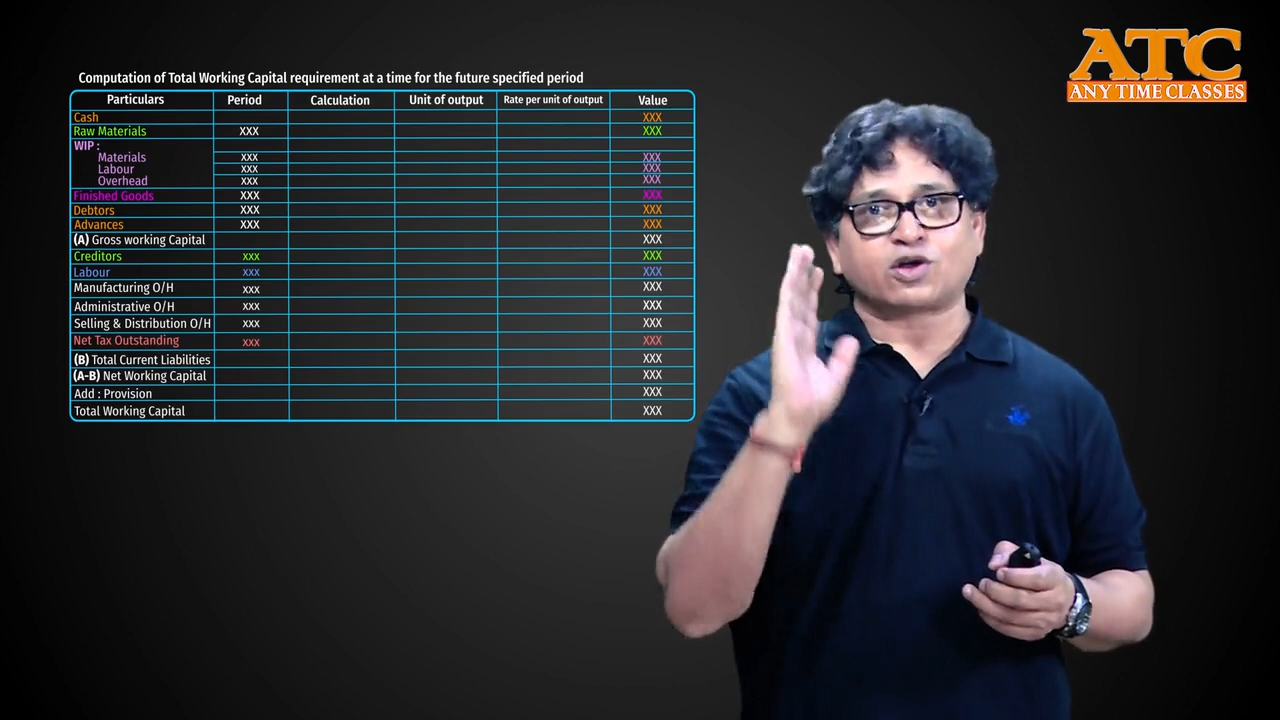 ATC
ANY TIME CLASSES
Computation of Total Working Capital requirement at a time for the future specified period
Particulars Period Calculation Unit of output Rate per unit of output Value
Cash XXX
Raw Materials XXX XXX
WIP :
Materials XXX XXX
Labour XXX XXX
Overhead XXX XXX
Finished Goods XXX XXX
Debtors XXX XXX
Advances XXX XXX
(A) Gross working Capital XXX
Creditors XXX XXX
Labour XXX XXX
Manufacturing O/H XXX XXX
Administrative O/H XXX XXX
Selling & Distribution O/H XXX XXX
Net Tax Outstanding XXX XXX
(B) Total Current Liabilities XXX
(A-B) Net Working Capital XXX
Add : Provision XXX
Total Working Capital XXX